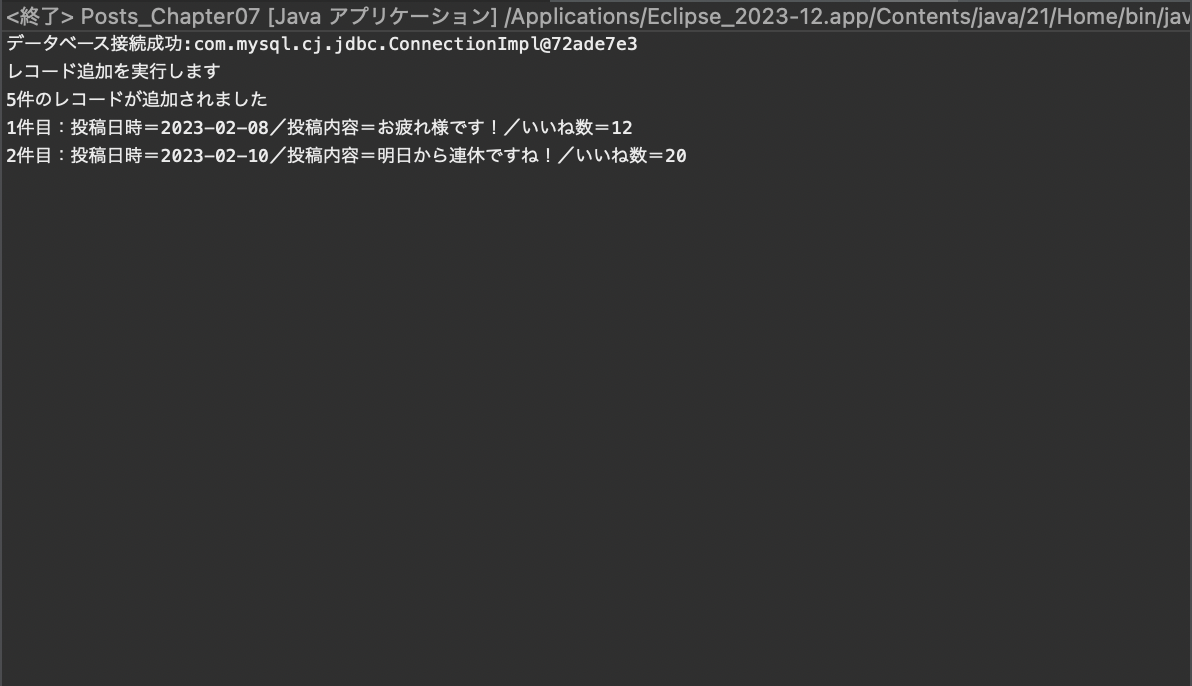 <終了> Posts_Chapter07 [Java アプリケーション] /Applications/Eclipse_2023-12.app/Contents/java/21/Home/bin/jav
データベース接続成功:com.mysql.cj.jdbc.ConnectionImpl@72ade7e3
レコード追加を実行します
5件のレコードが追加されました
1件目：投稿日時＝2023-02-08／投稿内容＝お疲れ様です！／いいね数＝12
2件目：投稿日時＝2023-02-10／投稿内容＝明日から連休ですね！／いいね数＝20